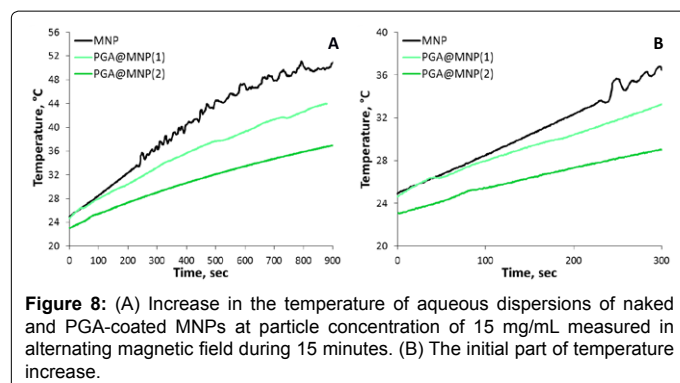 A
MNP
PGA@MNP(1)
PGA@MNP(2)
Temperature, °C
56
52
48
44
40
36
32
28
24
20
0 100 200 300 400 500 600 700 800 900
Time, sec
B
MNP
PGA@MNP(1)
PGA@MNP(2)
Temperature, °C
40
36
32
28
24
20
0 100 200 300
Time, sec
Figure 8: (A) Increase in the temperature of aqueous dispersions of naked
and PGA-coated MNPs at particle concentration of 15 mg/mL measured in
alternating magnetic field during 15 minutes. (B) The initial part of temperature
increase.